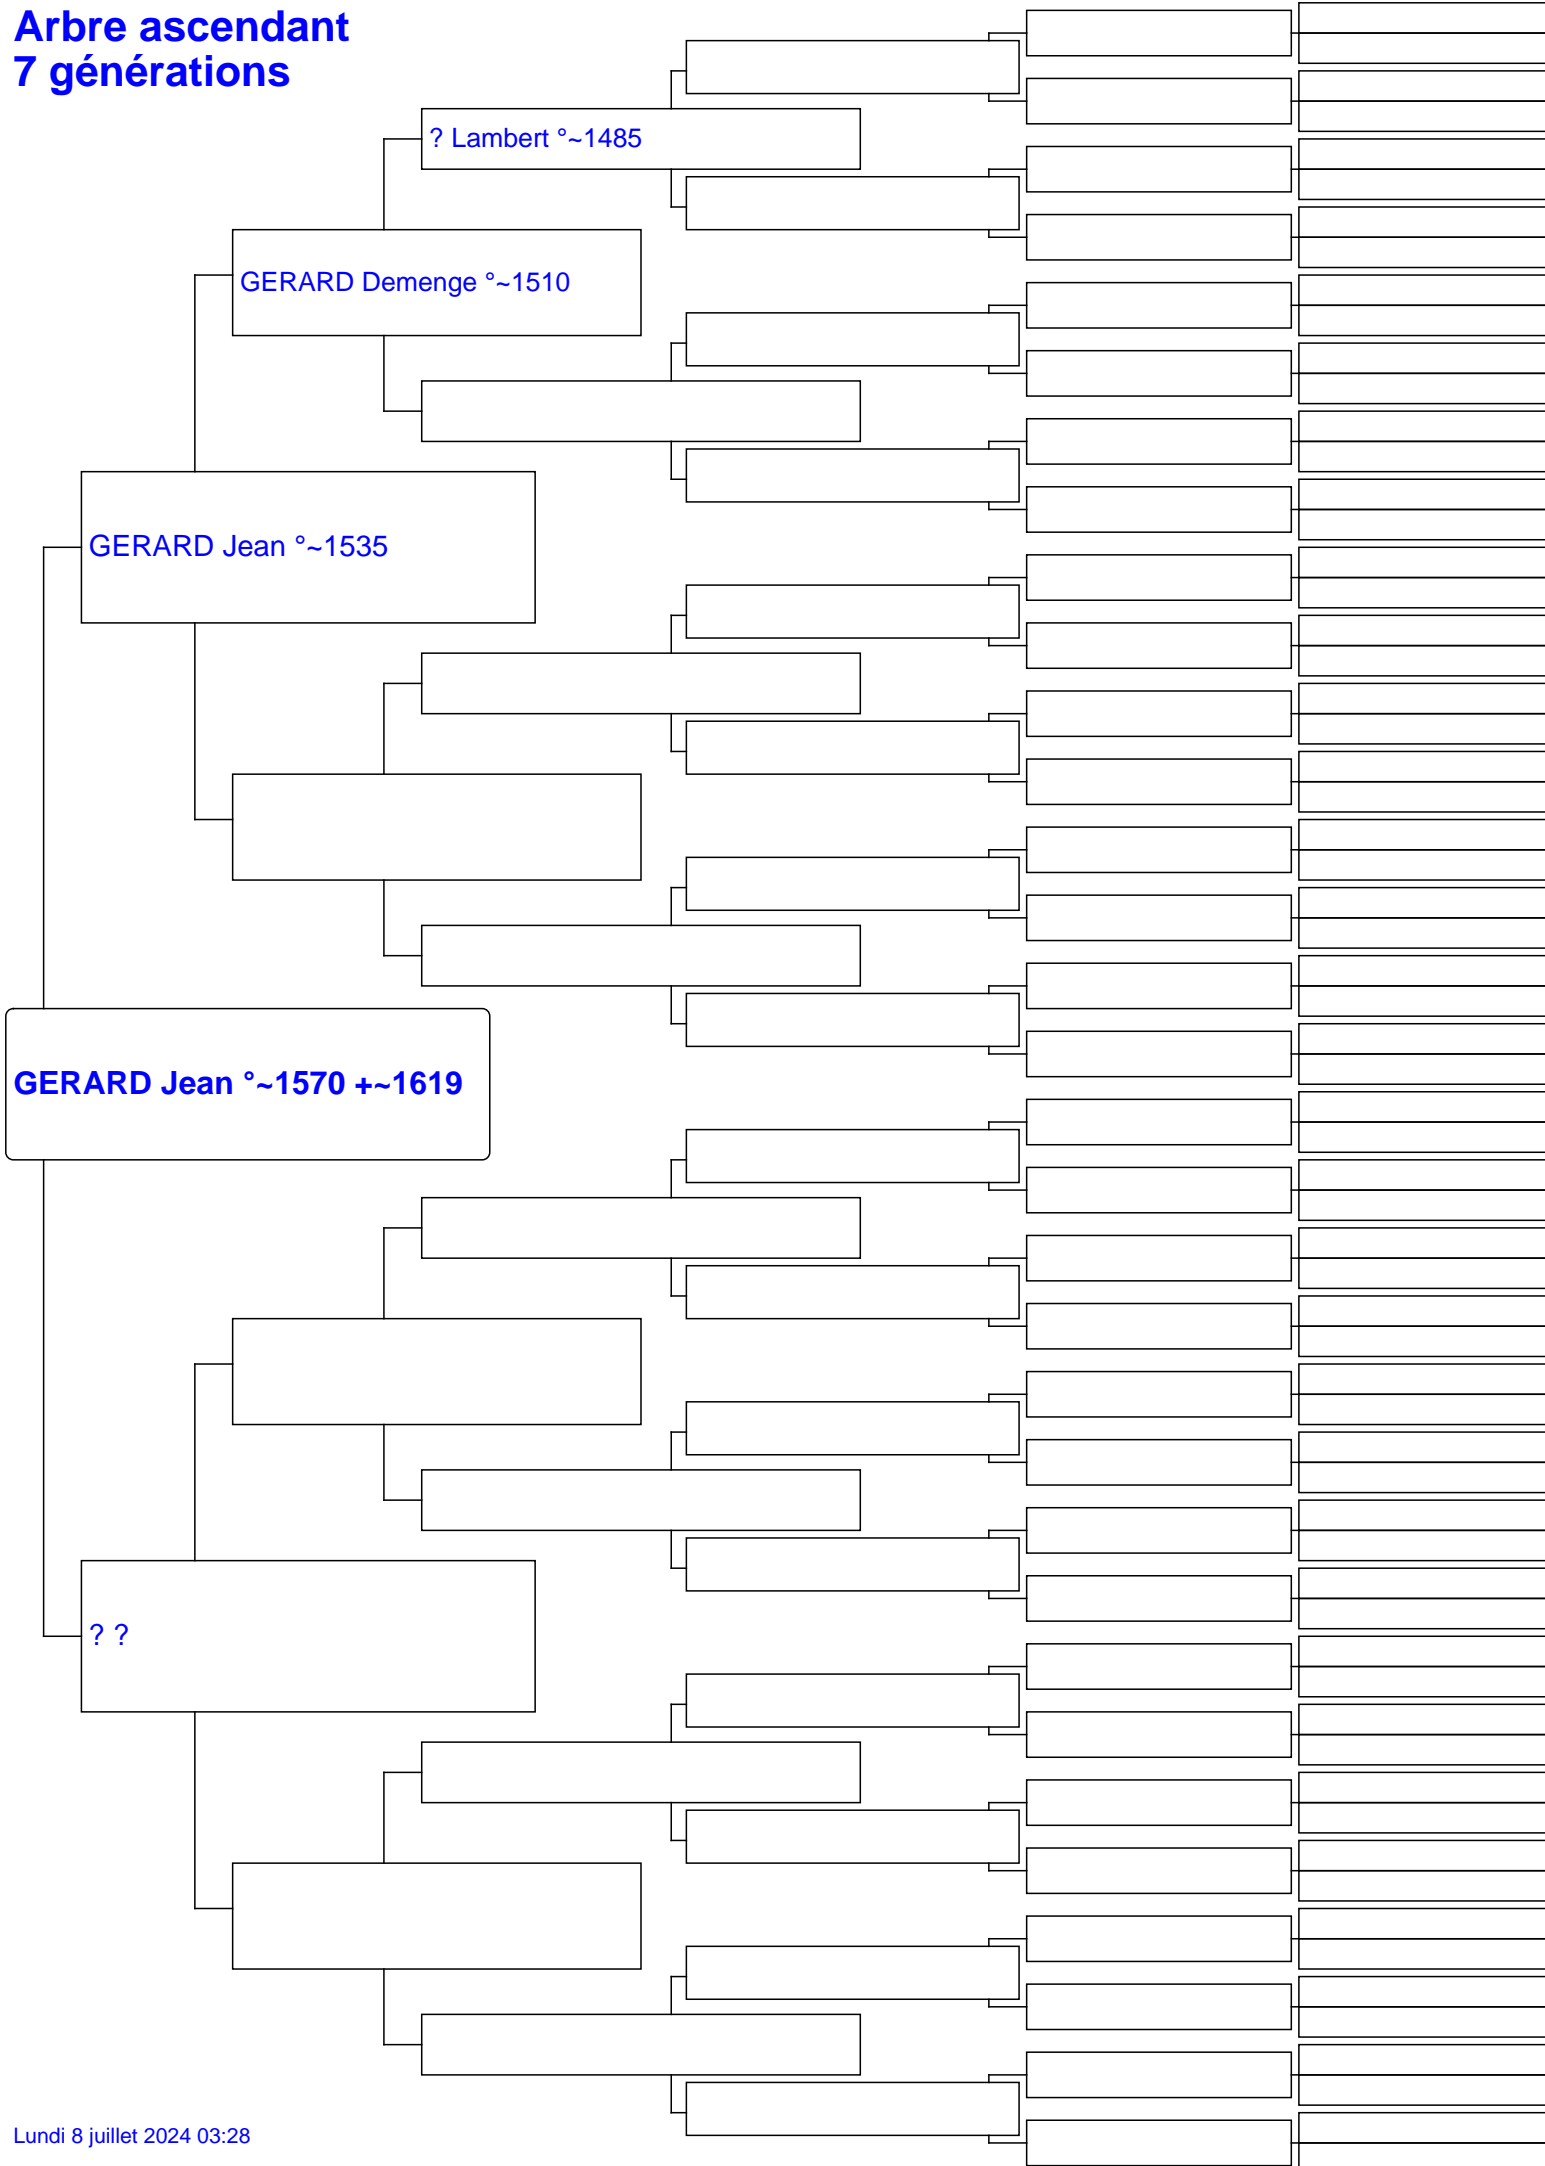 Arbre ascendant
7 générations
? Lambert °~1485
GERARD Demenge °~1510
GERARD Jean °~1535
GERARD Jean °~1570 +~1619
? ?
Lundi 8 juillet 2024 03:28